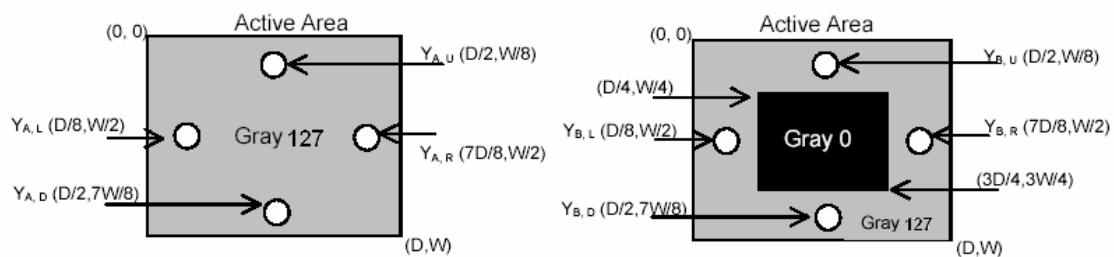 Active Area
(0, 0)
Y_A, U (D/2,W/8)
Y_A, L (D/8,W/2)
Gray 127
Y_A, R (7D/8,W/2)
Y_A, D (D/2,7W/8)
(D,W)
Active Area
(0, 0)
Y_B, U (D/2,W/8)
(D/4,W/4)
Y_B, L (D/8,W/2)
Gray 0
Y_B, R (7D/8,W/2)
(3D/4,3W/4)
Y_B, D (D/2,7W/8)
Gray 127
(D,W)